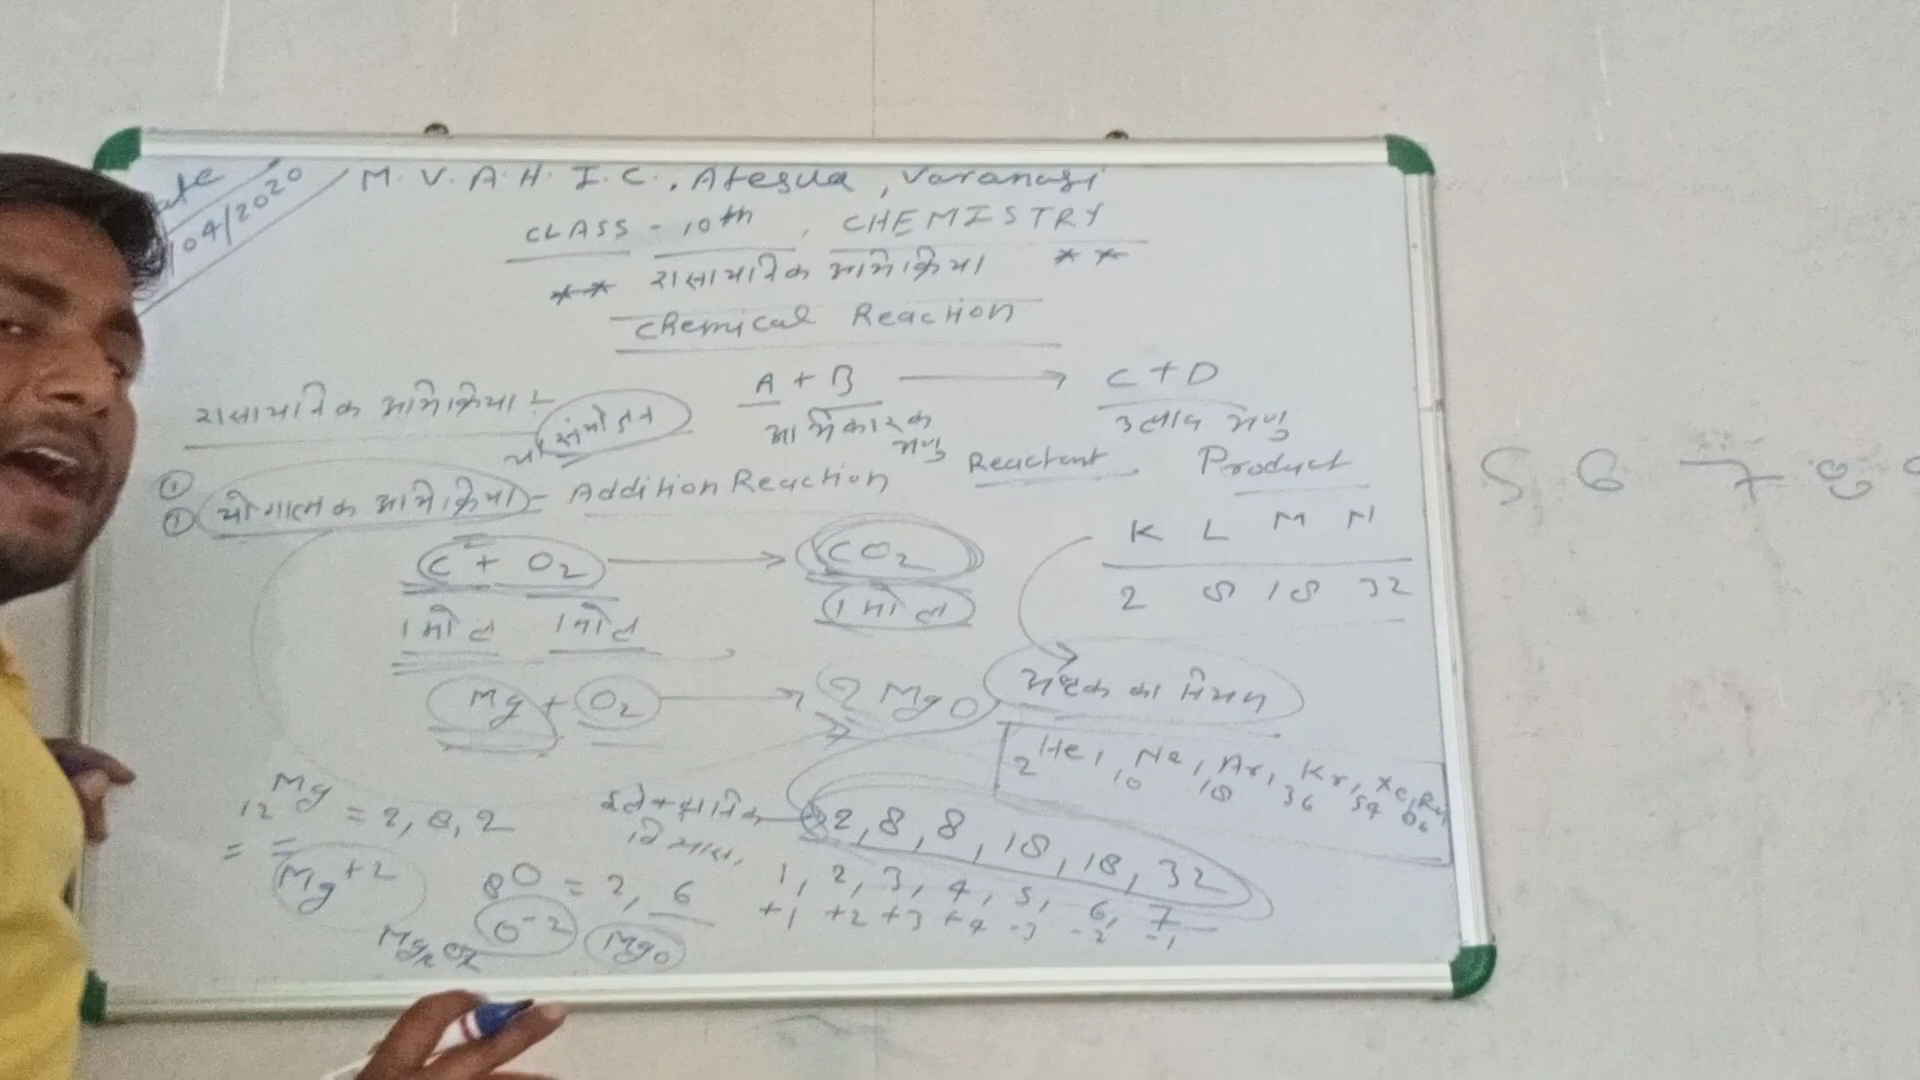 /04/2020
M.V.A.H.I.C., Atesua, Varanasi
CLASS - 10th, CHEMISTRY
** रासायनिक अभिक्रिया **
Chemical Reaction
रासायनिक अभिक्रिया :-
A + B → C + D
अभिकारक अणु
उत्पाद अणु
Reactant
Product
संयोजन
① योगात्मक अभिक्रिया - Addition Reaction
K L M N
2 8 18 32
C + O2 → CO2
1 मोल 1 मोल 1 मोल
Mg + O2 → 2 MgO
अष्टक का नियम
2He, 10Ne, 18Ar, 36Kr, 54Xe,
12Mg = 2, 8, 2
इलेक्ट्रानिक विन्यास
2, 8, 8, 18, 18, 32
Mg+2
8O = 2, 6
1, 2, 3, 4, 5, 6, 7
+1 +2 +3 +4 -3 -2 -1
O-2
Mg2O2
MgO
5 6 7 8